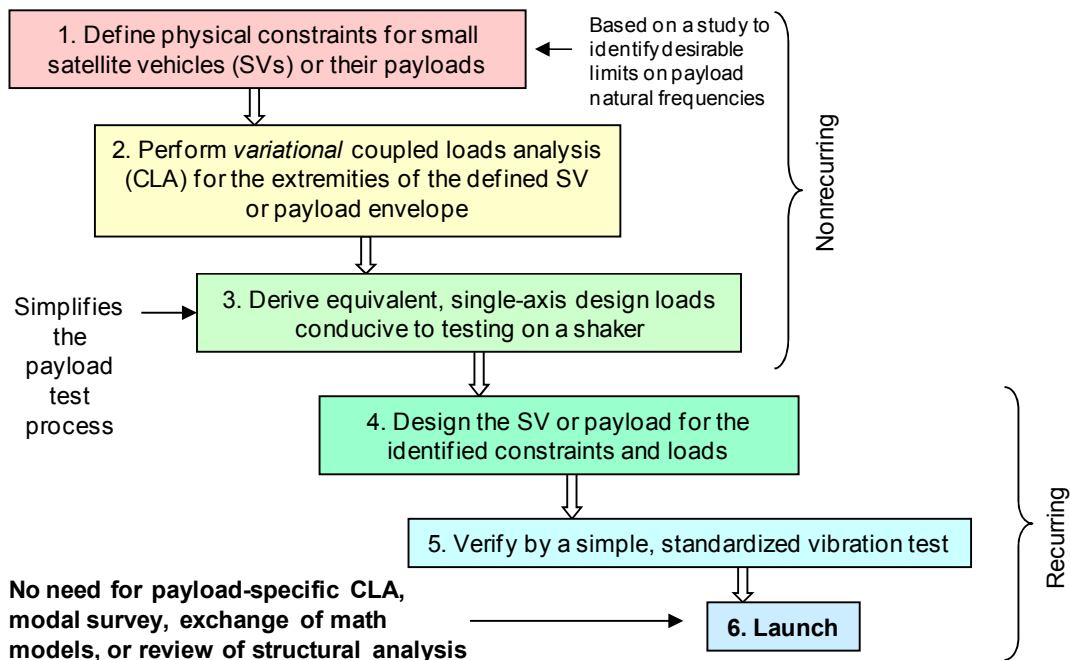 1. Define physical constraints for small
satellite vehicles (SVs) or their payloads
Based on a study to
identify desirable
limits on payload
natural frequencies
2. Perform variational coupled loads analysis
(CLA) for the extremities of the defined SV
or payload envelope
Nonrecurring
Simplifies
the
payload
test
process
3. Derive equivalent, single-axis design loads
conducive to testing on a shaker
4. Design the SV or payload for the
identified constraints and loads
5. Verify by a simple, standardized vibration test
Recurring
No need for payload-specific CLA,
modal survey, exchange of math
models, or review of structural analysis
6. Launch